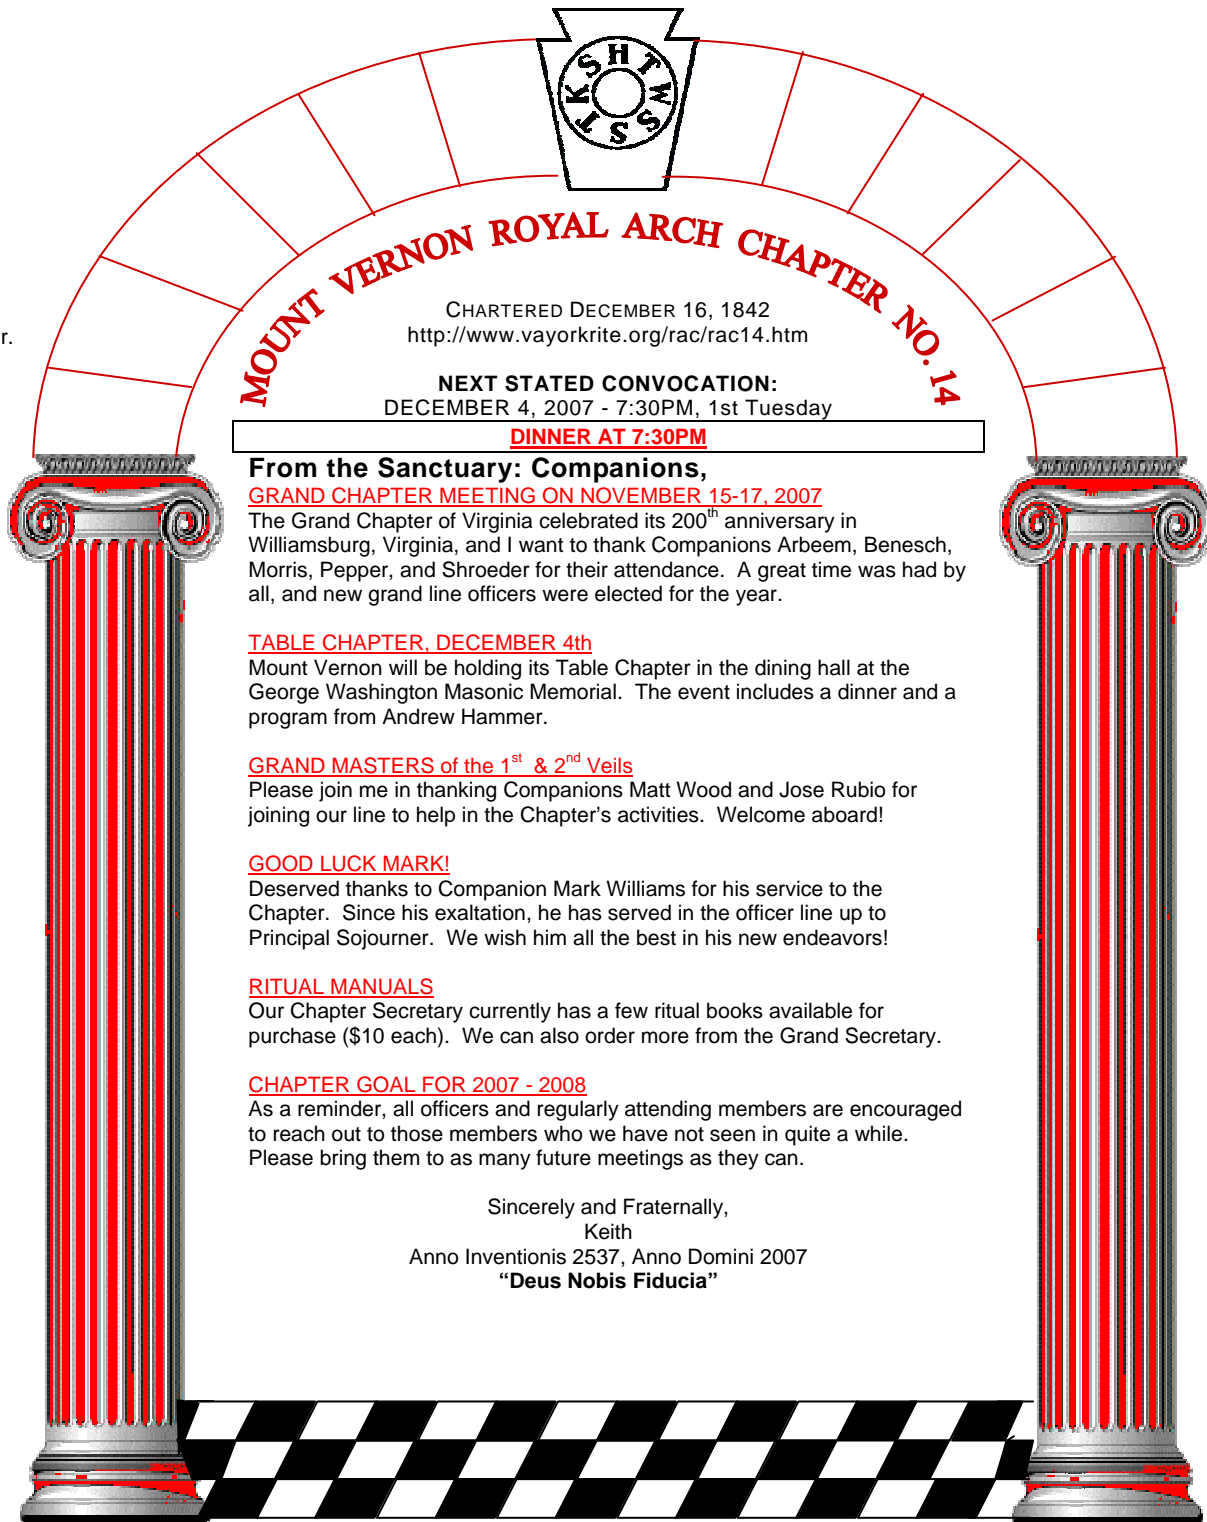 H T W S S T K S
MOUNT VERNON ROYAL ARCH CHAPTER NO. 14
r.
CHARTERED DECEMBER 16, 1842
http://www.vayorkrite.org/rac/rac14.htm
NEXT STATED CONVOCATION:
DECEMBER 4, 2007 - 7:30PM, 1st Tuesday
DINNER AT 7:30PM
From the Sanctuary: Companions,
GRAND CHAPTER MEETING ON NOVEMBER 15-17, 2007
The Grand Chapter of Virginia celebrated its 200th anniversary in
Williamsburg, Virginia, and I want to thank Companions Arbeem, Benesch,
Morris, Pepper, and Shroeder for their attendance.  A great time was had by
all, and new grand line officers were elected for the year.
TABLE CHAPTER, DECEMBER 4th
Mount Vernon will be holding its Table Chapter in the dining hall at the
George Washington Masonic Memorial.  The event includes a dinner and a
program from Andrew Hammer.
GRAND MASTERS of the 1st  & 2nd Veils
Please join me in thanking Companions Matt Wood and Jose Rubio for
joining our line to help in the Chapter’s activities.  Welcome aboard!
GOOD LUCK MARK!
Deserved thanks to Companion Mark Williams for his service to the
Chapter.  Since his exaltation, he has served in the officer line up to
Principal Sojourner.  We wish him all the best in his new endeavors!
RITUAL MANUALS
Our Chapter Secretary currently has a few ritual books available for
purchase ($10 each).  We can also order more from the Grand Secretary.
CHAPTER GOAL FOR 2007 - 2008
As a reminder, all officers and regularly attending members are encouraged
to reach out to those members who we have not seen in quite a while.
Please bring them to as many future meetings as they can.
Sincerely and Fraternally,
Keith
Anno Inventionis 2537, Anno Domini 2007
“Deus Nobis Fiducia”